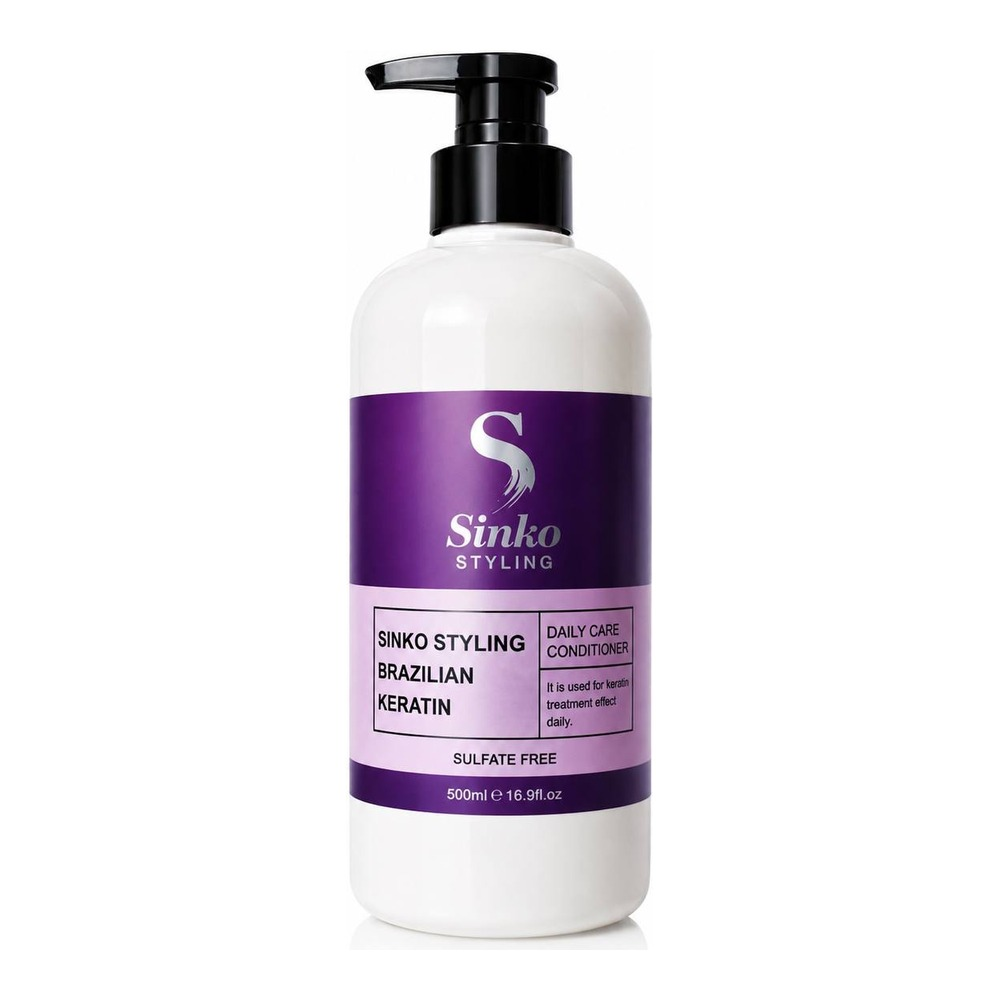 S
Sinko
STYLING
SINKO STYLING
BRAZILIAN
KERATIN
DAILY CARE
CONDITIONER
It is used for keratin
treatment effect
daily.
SULFATE FREE
500ml ℮ 16.9fl.oz